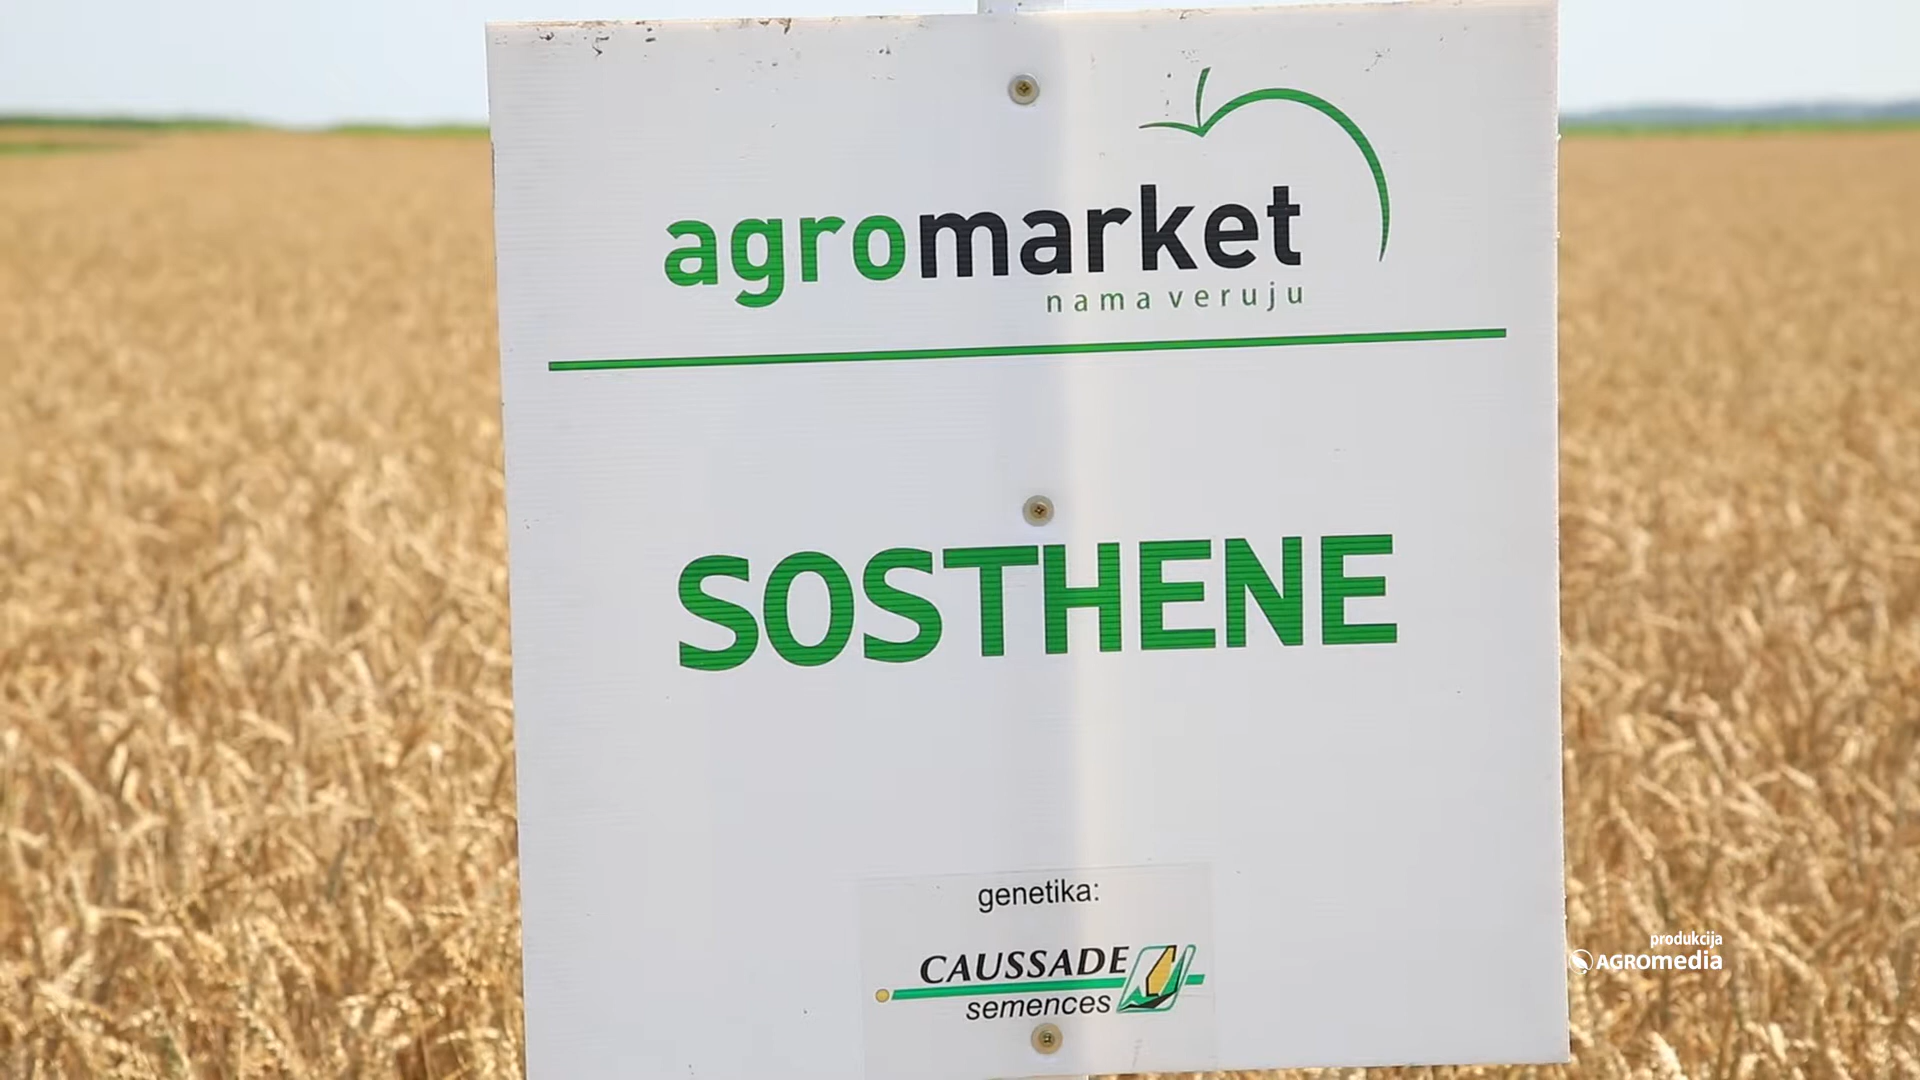 agromarket
nama veruju
SOSTHENE
genetika:
CAUSSADE
semences
produkcija
AGROmedia